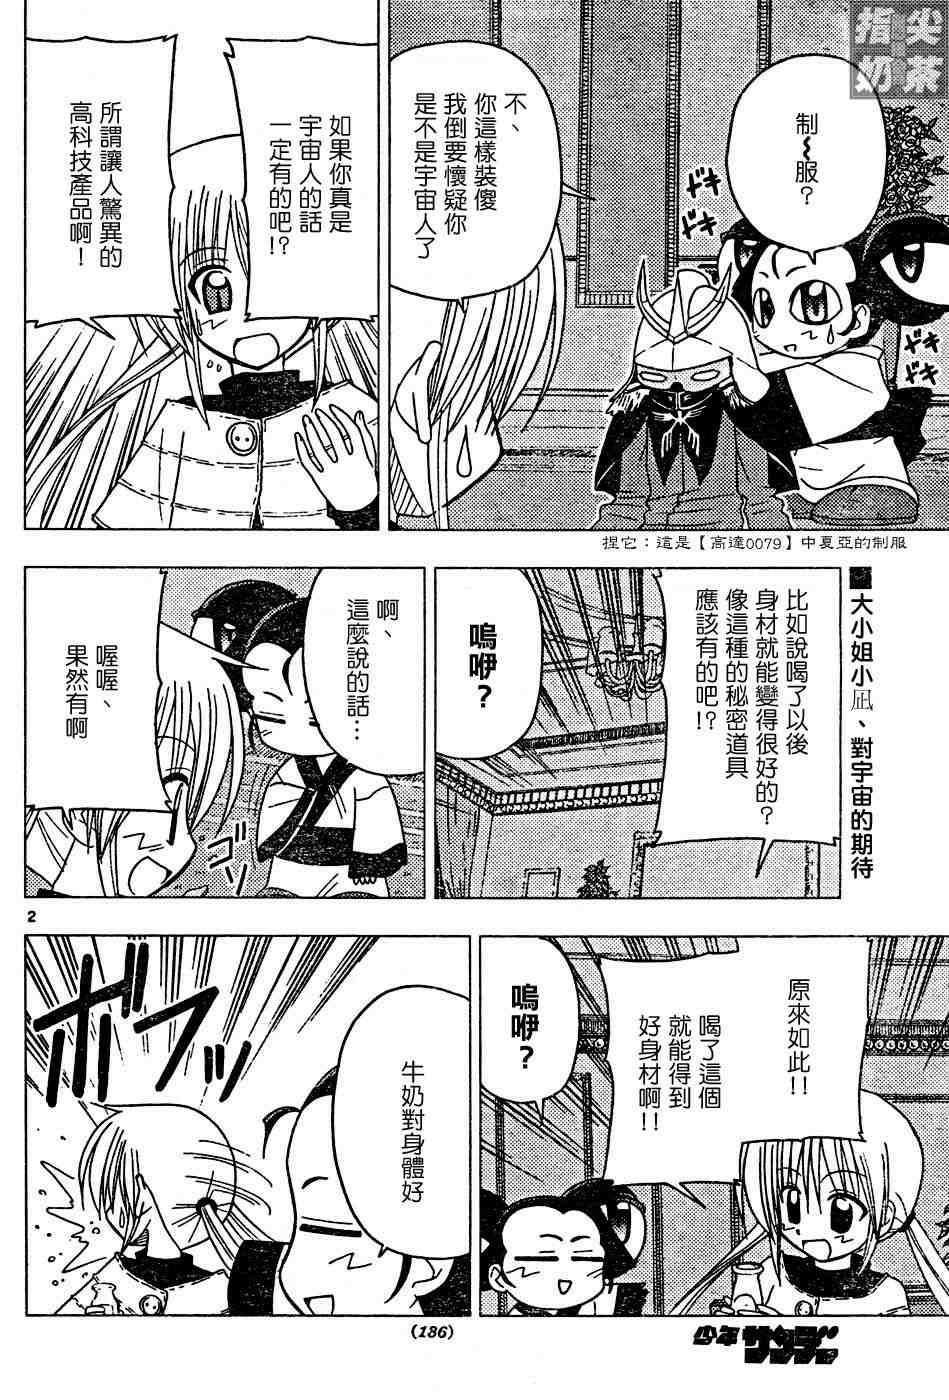 指尖
奶茶
制~服?
ドキ
ドキ
ドキ
不、
你這樣裝傻
我倒要懷疑你
是不是宇宙人了
捏它：這是【高達0079】中夏亞的制服
如果你真是
宇宙人的話
一定有的吧!?
所謂讓人驚異的
高科技產品啊！
大小姐小凪、對宇宙的期待
比如說喝了以後
身材就能變得很好的?
像這種的秘密道具
應該有的吧!?
嗚咿?
啊、
這麼說的話…
喔喔、
果然有啊
2
原來如此!!
喝了這個
就能得到
好身材啊!!
嗚咿?
牛奶對身體好
ボフッ
(186)
少年サンデー